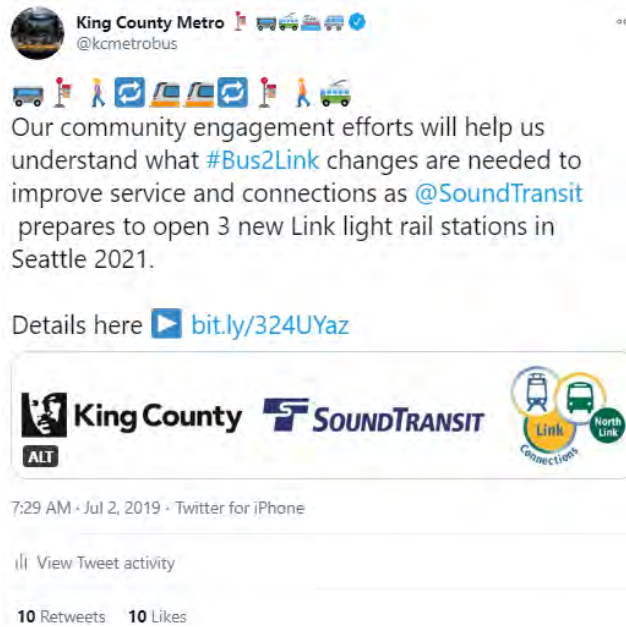 King County Metro
@kcmetrobus
Our community engagement efforts will help us
understand what #Bus2Link changes are needed to
improve service and connections as @SoundTransit
prepares to open 3 new Link light rail stations in
Seattle 2021.
Details here ▶ bit.ly/324UYaz
King County SOUNDTRANSIT
Link
North
Link
Connections
ALT
7:29 AM · Jul 2, 2019 · Twitter for iPhone
View Tweet activity
10 Retweets 10 Likes